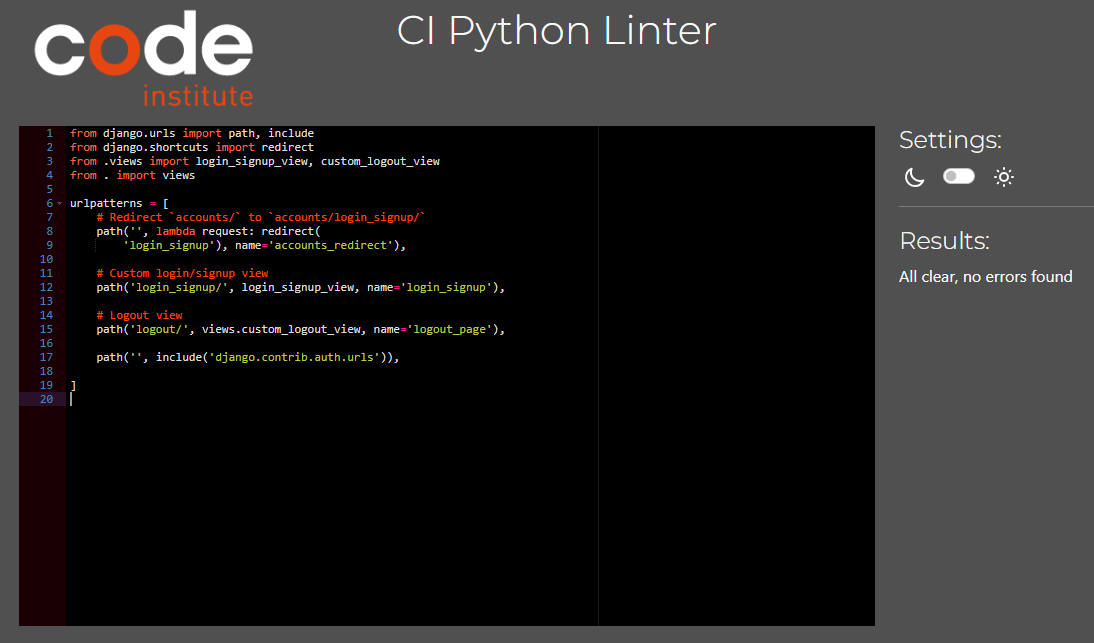 code
institute
CI Python Linter
1 from django.urls import path, include
2 from django.shortcuts import redirect
3 from .views import login_signup_view, custom_logout_view
4 from . import views
5
6 urlpatterns = [
7     # Redirect `accounts/` to `accounts/login_signup/`
8     path('', lambda request: redirect(
9         'login_signup'), name='accounts_redirect'),
10
11     # Custom login/signup view
12     path('login_signup/', login_signup_view, name='login_signup'),
13
14     # Logout view
15     path('logout/', views.custom_logout_view, name='logout_page'),
16
17     path('', include('django.contrib.auth.urls')),
18
19 ]
20
Settings:
Results:
All clear, no errors found